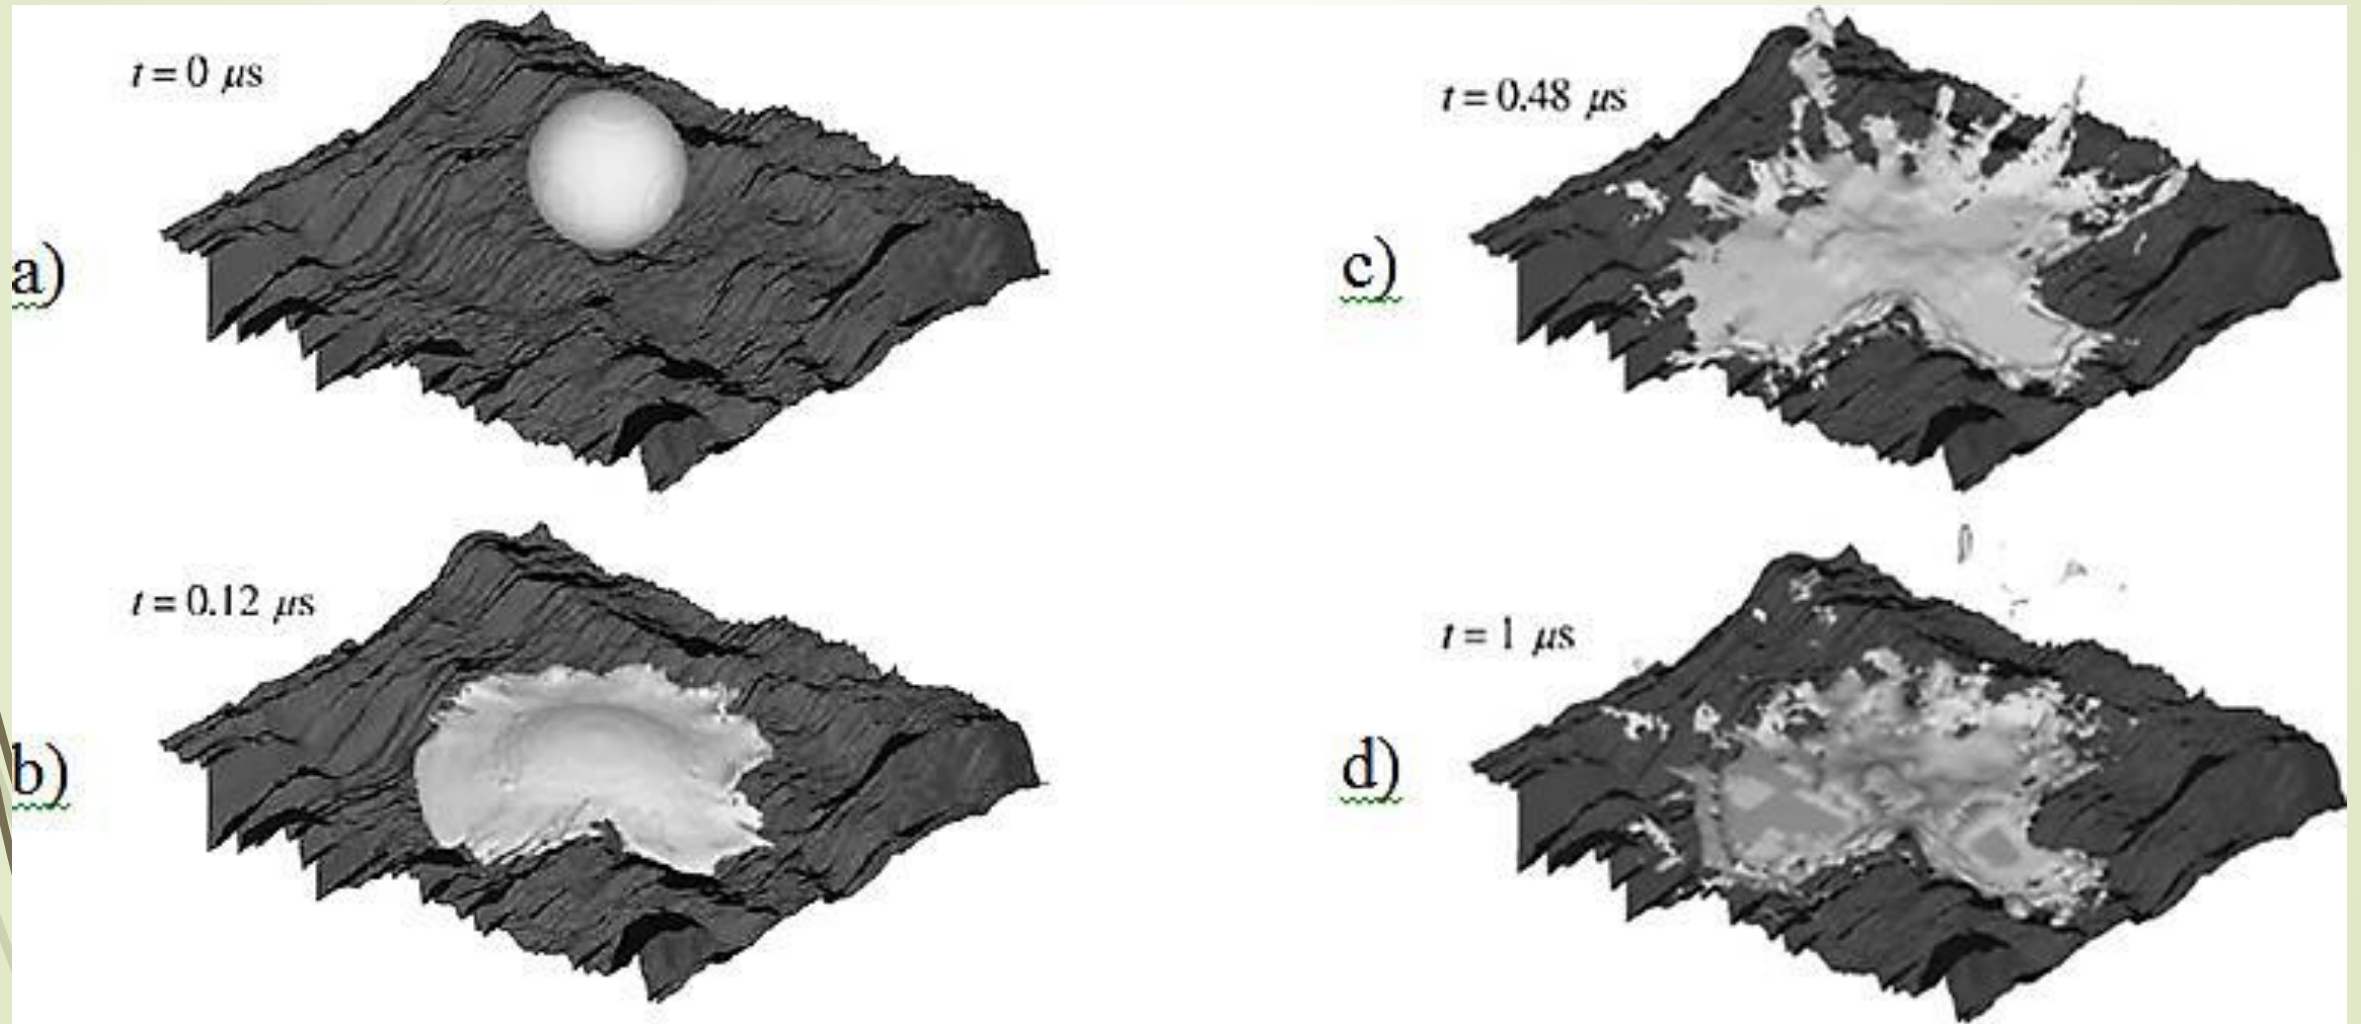 t = 0 μs
a)
t = 0.12 μs
b)
t = 0.48 μs
c)
t = 1 μs
d)